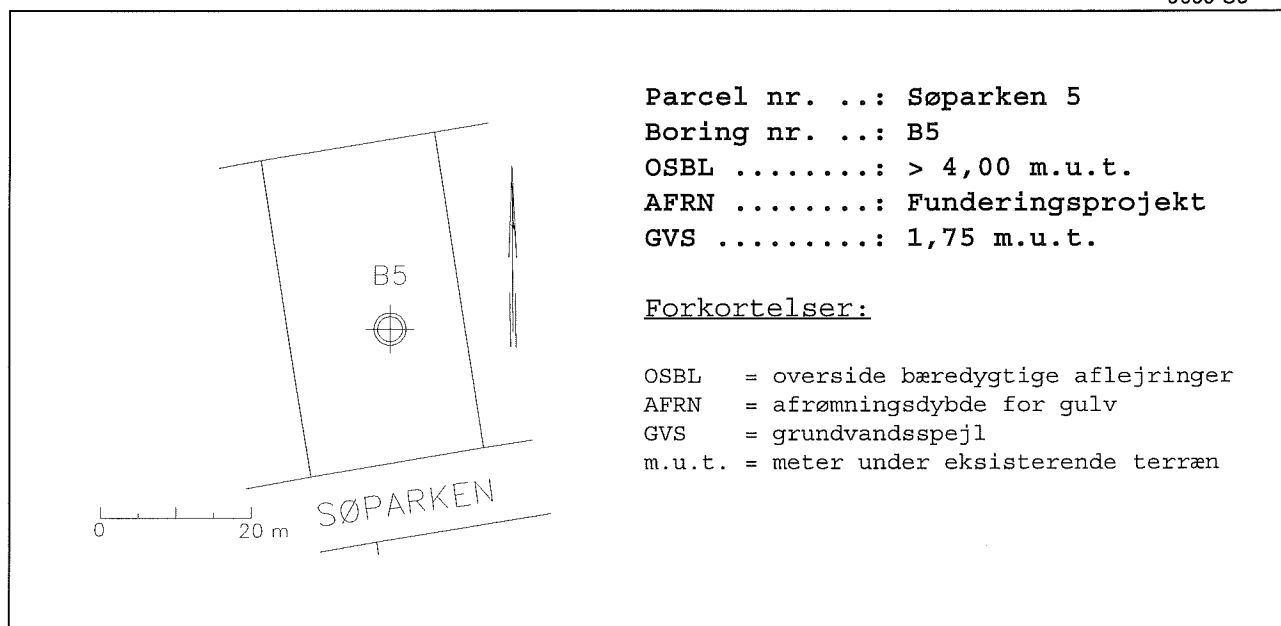 Parcel nr. ..: Søparken 5
Boring nr. ..: B5
OSBL ........: > 4,00 m.u.t.
AFRN ........: Funderingsprojekt
GVS .........: 1,75 m.u.t.
Forkortelser:
OSBL = overside bæredygtige aflejringer
AFRN = afrømningsdybde for gulv
GVS = grundvandsspejl
m.u.t. = meter under eksisterende terræn
B5
SØPARKEN
0 20 m